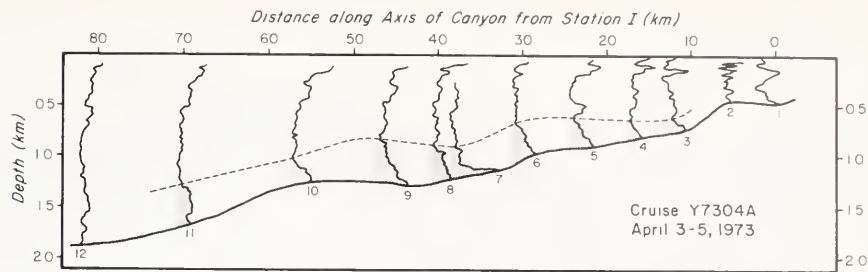 Distance along Axis of Canyon from Station I (km)
80 70 60 50 40 30 20 10 0
Depth (km)
0.5 0.5
1.0 1.0
1.5 1.5
2.0 2.0
12 11 10 9 8 7 6 5 4 3 2 1
Cruise Y7304A
April 3-5, 1973